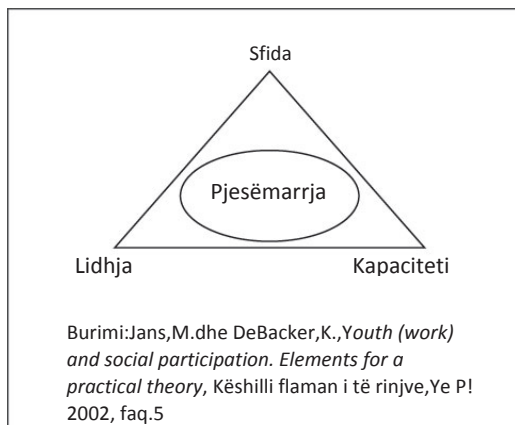 Sfida
Pjesëmarrja
Lidhja Kapaciteti
Burimi:Jans,M.dhe DeBacker,K.,Youth (work)
and social participation. Elements for a
practical theory, Këshilli flaman i të rinjve,Ye P!
2002, faq.5